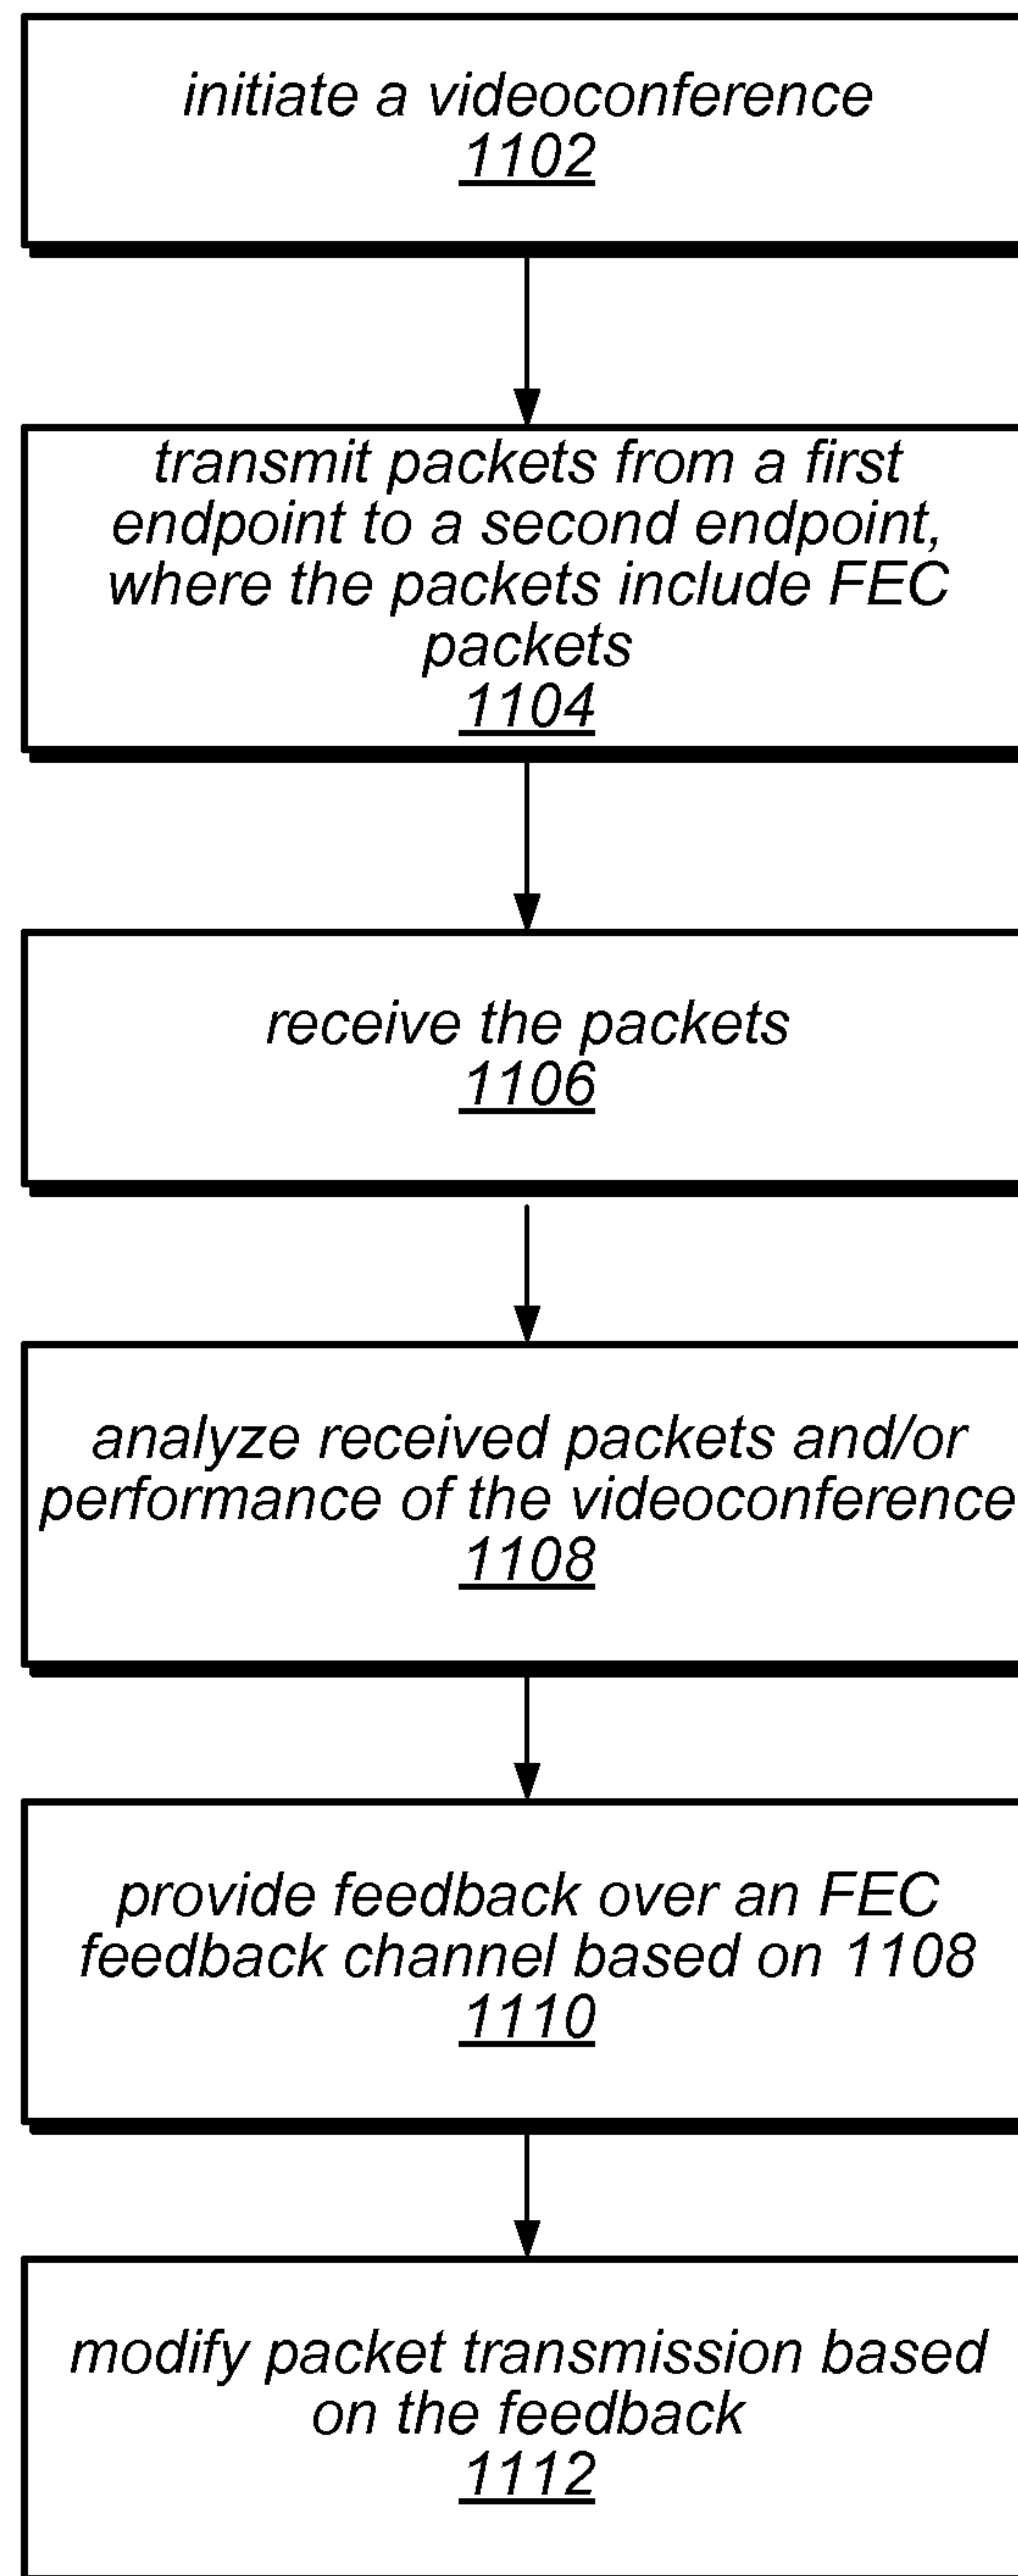 initiate a videoconference
1102
transmit packets from a first
endpoint to a second endpoint,
where the packets include FEC
packets
1104
receive the packets
1106
analyze received packets and/or
performance of the videoconference
1108
provide feedback over an FEC
feedback channel based on 1108
1110
modify packet transmission based
on the feedback
1112